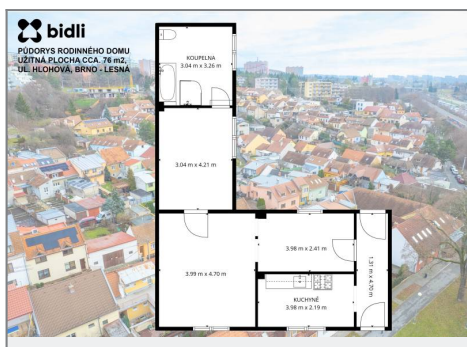 bidli
PŮDORYS RODINNÉHO DOMU
UŽITNÁ PLOCHA CCA. 76 m2,
UL. HLOHOVÁ, BRNO - LESNÁ
KOUPELNA
3.04 m x 3.26 m
3.04 m x 4.21 m
3.99 m x 4.70 m
3.98 m x 2.41 m
1.31 m x 4.70 m
KUCHYNĚ
3.98 m x 2.19 m